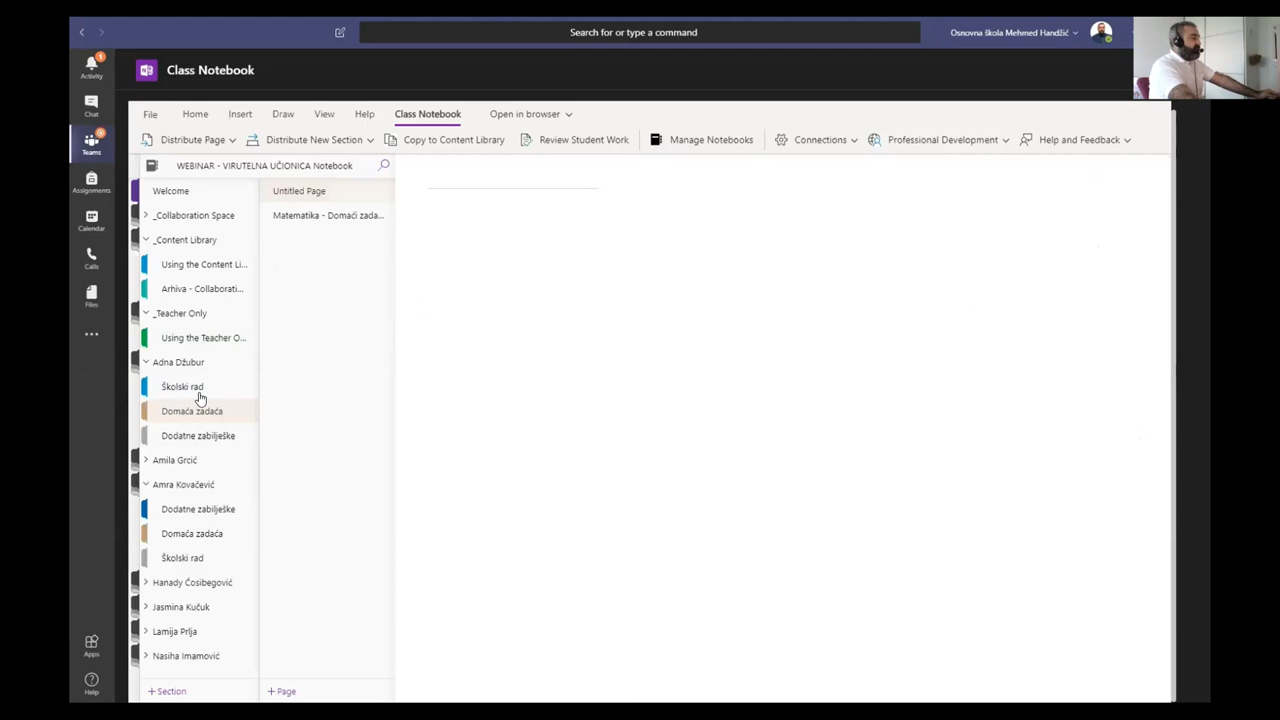 Search for or type a command
Osnovna škola Mehmed Handžić
Activity
Chat
Teams
Assignments
Calendar
Calls
Files
Apps
Help
Class Notebook
File Home Insert Draw View Help Class Notebook Open in browser
Distribute Page Distribute New Section Copy to Content Library Review Student Work Manage Notebooks Connections Professional Development Help and Feedback
WEBINAR - VIRUTELNA UČIONICA Notebook
Welcome
_Collaboration Space
_Content Library
Using the Content Li...
Arhiva - Collaborati...
_Teacher Only
Using the Teacher O...
Adna Džubur
Školski rad
Domaća zadaća
Dodatne zabilješke
Amila Grcić
Amra Kovačević
Dodatne zabilješke
Domaća zadaća
Školski rad
Hanady Ćosibegović
Jasmina Kučuk
Lamija Prlja
Nasiha Imamović
+ Section
Untitled Page
Matematika - Domaći zada...
+ Page